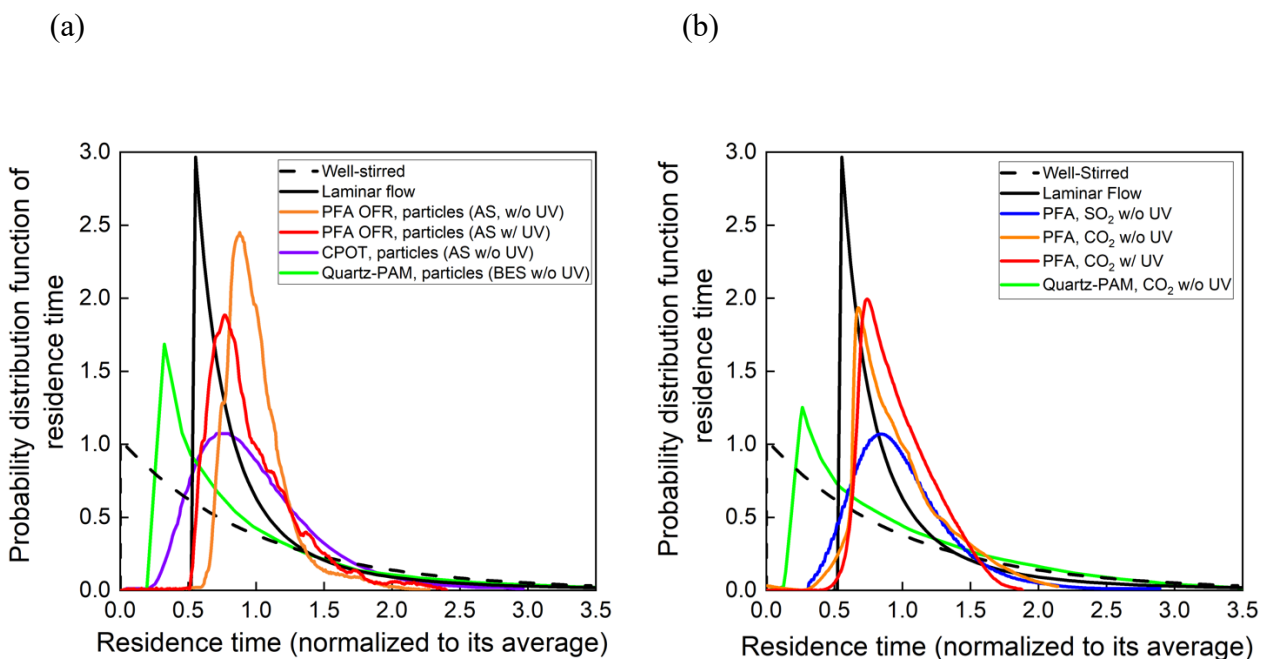 (a)
(b)
Probability distribution function of
residence time
3.0
2.5
2.0
1.5
1.0
0.5
0.0
Well-stirred
Laminar flow
PFA OFR, particles (AS, w/o UV)
PFA OFR, particles (AS w/ UV)
CPOT, particles (AS w/o UV)
Quartz-PAM, particles (BES w/o UV)
0.0 0.5 1.0 1.5 2.0 2.5 3.0 3.5
Residence time (normalized to its average)
Probability distribution function of
residence time
3.0
2.5
2.0
1.5
1.0
0.5
0.0
Well-Stirred
Laminar Flow
PFA, SO₂ w/o UV
PFA, CO₂ w/o UV
PFA, CO₂ w/ UV
Quartz-PAM, CO₂ w/o UV
0.0 0.5 1.0 1.5 2.0 2.5 3.0 3.5
Residence time (normalized to its average)